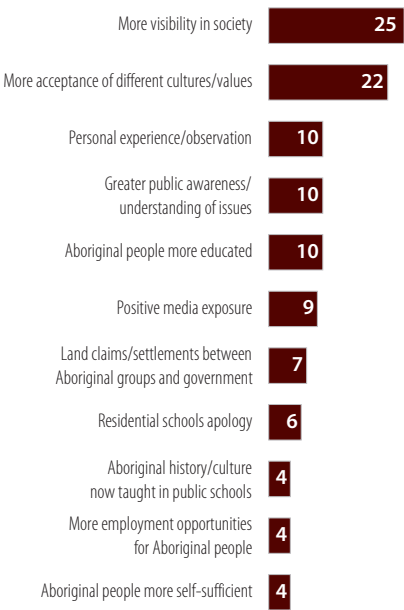 More visibility in society
25
More acceptance of different cultures/values
22
Personal experience/observation
10
Greater public awareness/
understanding of issues
10
Aboriginal people more educated
10
Positive media exposure
9
Land claims/settlements between
Aboriginal groups and government
7
Residential schools apology
6
Aboriginal history/culture
now taught in public schools
4
More employment opportunities
for Aboriginal people
4
Aboriginal people more self-sufficient
4